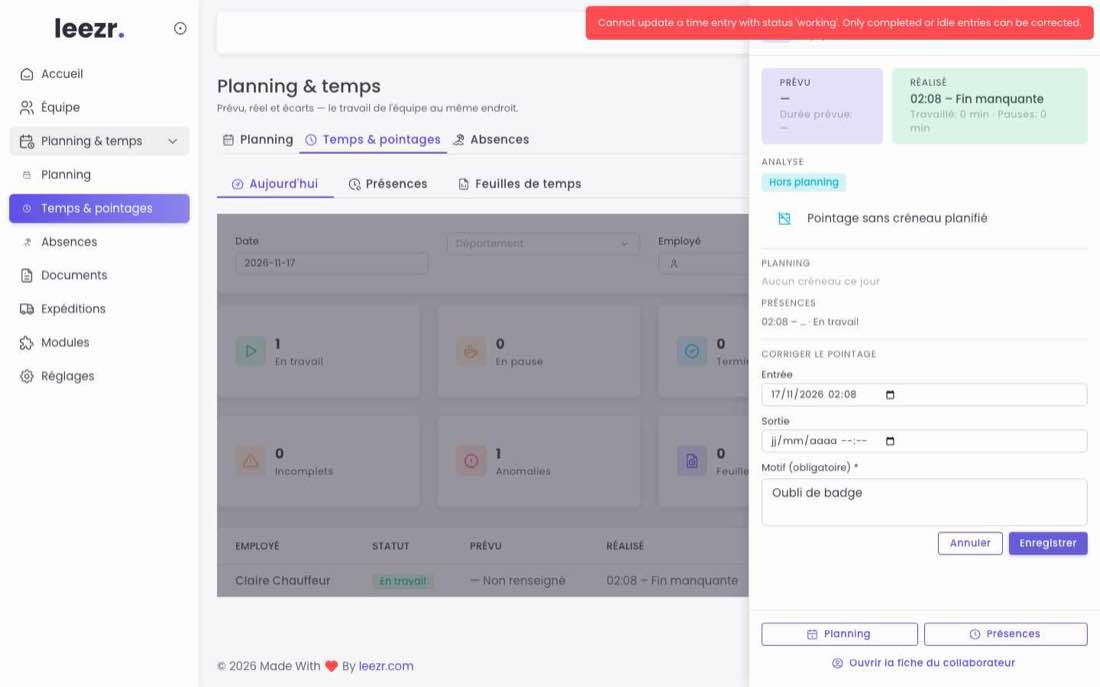 leezr.
Accueil
Équipe
Planning & temps
Planning
Temps & pointages
Absences
Documents
Expéditions
Modules
Réglages
Cannot update a time entry with status 'working'. Only completed or idle entries can be corrected.
Planning & temps
Prévu, réel et écarts — le travail de l'équipe au même endroit.
Planning
Temps & pointages
Absences
Aujourd'hui
Présences
Feuilles de temps
Date
2026-11-17
Département
Employé
1
En travail
0
En pause
0
0
Incomplets
1
Anomalies
0
EMPLOYÉ STATUT PRÉVU RÉALISÉ
Claire Chauffeur En travail — Non renseigné 02:08 – Fin manquante
© 2026 Made With ❤️ By leezr.com
PRÉVU
—
Durée prévue:
—
RÉALISÉ
02:08 – Fin manquante
Travaillé: 0 min · Pauses: 0
min
ANALYSE
Hors planning
Pointage sans créneau planifié
PLANNING
Aucun créneau ce jour
PRÉSENCES
02:08 – … · En travail
CORRIGER LE POINTAGE
Entrée
17/11/2026 02:08
Sortie
jj/mm/aaaa --:--
Motif (obligatoire) *
Oubli de badge
Annuler
Enregistrer
Planning
Présences
Ouvrir la fiche du collaborateur